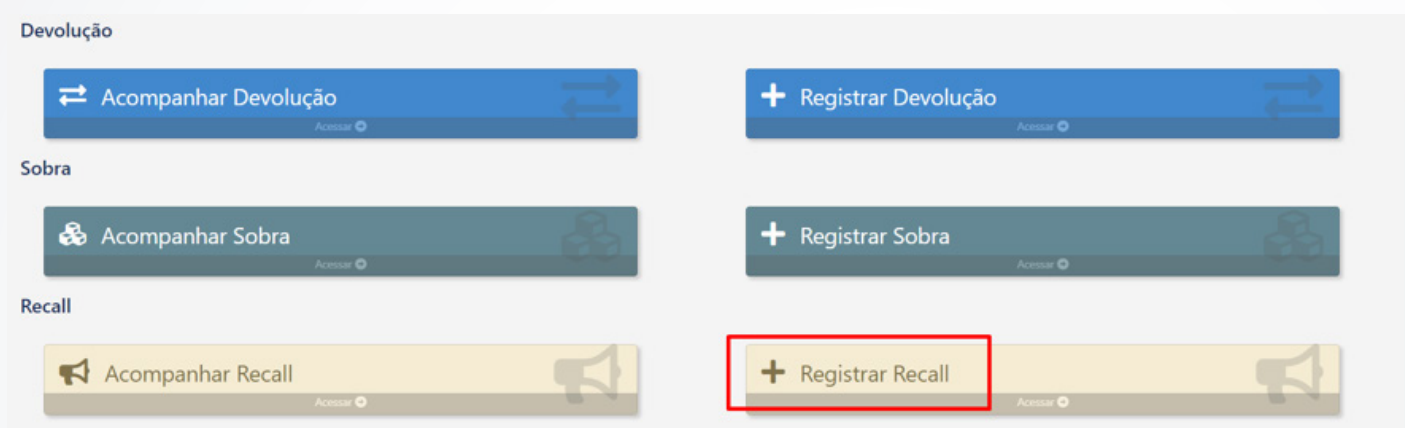 Devolução
Acompanhar Devolução
Acessar
Registrar Devolução
Acessar
Sobra
Acompanhar Sobra
Acessar
Registrar Sobra
Acessar
Recall
Acompanhar Recall
Acessar
Registrar Recall
Acessar